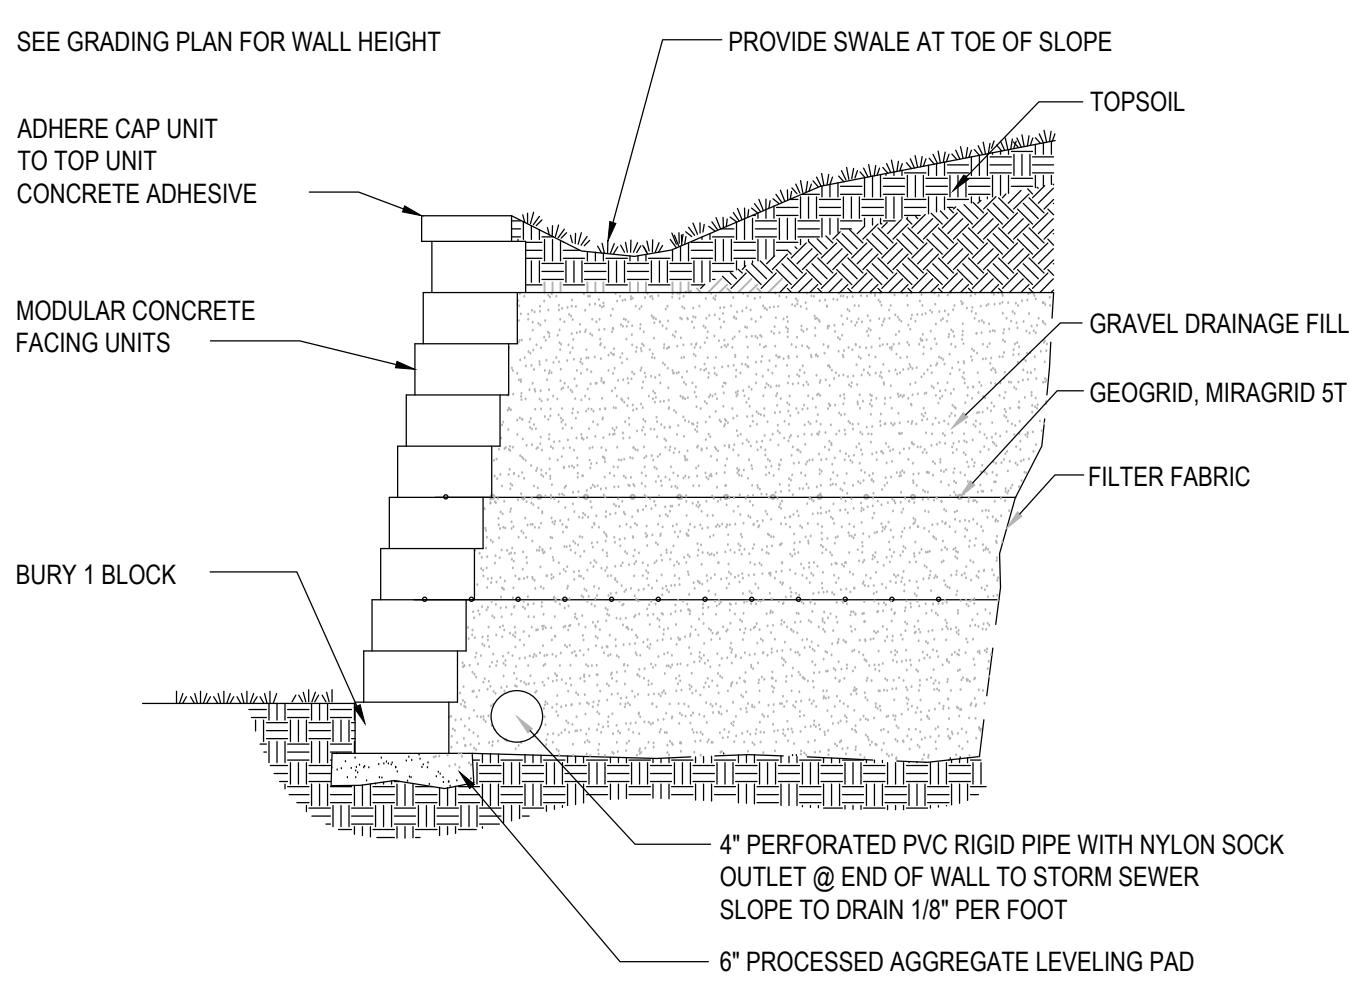 SEE GRADING PLAN FOR WALL HEIGHT
PROVIDE SWALE AT TOE OF SLOPE
TOPSOIL
ADHERE CAP UNIT
TO TOP UNIT
CONCRETE ADHESIVE
MODULAR CONCRETE
FACING UNITS
GRAVEL DRAINAGE FILL
GEOGRID, MIRAGRID 5T
FILTER FABRIC
BURY 1 BLOCK
4" PERFORATED PVC RIGID PIPE WITH NYLON SOCK
OUTLET @ END OF WALL TO STORM SEWER
SLOPE TO DRAIN 1/8" PER FOOT
6" PROCESSED AGGREGATE LEVELING PAD